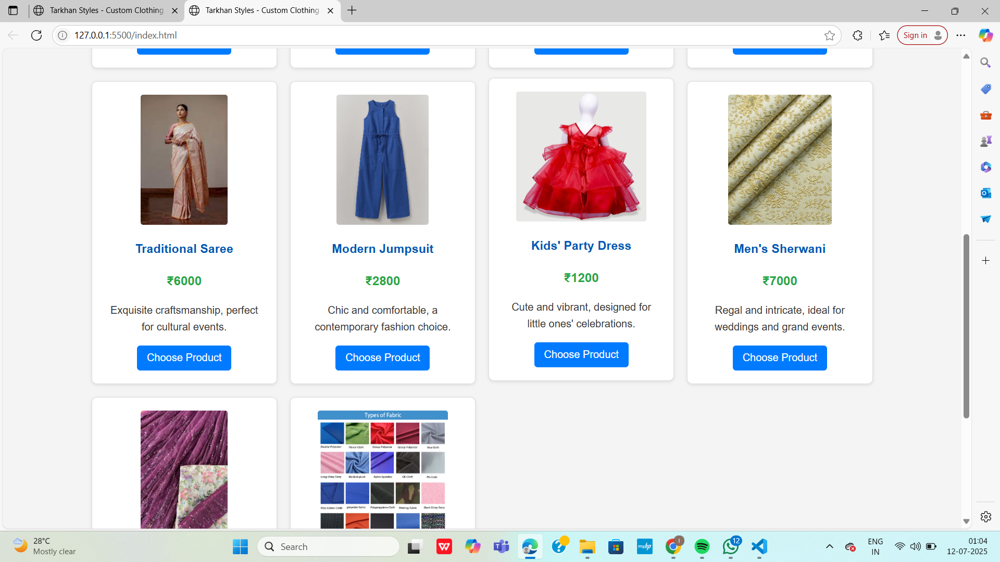 Tarkhan Styles - Custom Clothing
Tarkhan Styles - Custom Clothing
127.0.0.1:5500/index.html
Sign in
Traditional Saree
₹6000
Exquisite craftsmanship, perfect
for cultural events.
Choose Product
Modern Jumpsuit
₹2800
Chic and comfortable, a
contemporary fashion choice.
Choose Product
Kids' Party Dress
₹1200
Cute and vibrant, designed for
little ones' celebrations.
Choose Product
Men's Sherwani
₹7000
Regal and intricate, ideal for
weddings and grand events.
Choose Product
Types of Fabric
Double-Polyester Fleece-Cloth Glossy-Polyester Glossy-Polyester Visa-Cloth
Long-Shiny-Terry Medical-plush Nylon-Spandex OK-Cloth PK-Cloth
Poly-Cotton-Cloth polyester-fabric Polypropylene-Cloth Printing-Fabric Short-Shiny-Terry
28°C
Mostly clear
Search
myhp
12
ENG
IN
01:04
12-07-2025